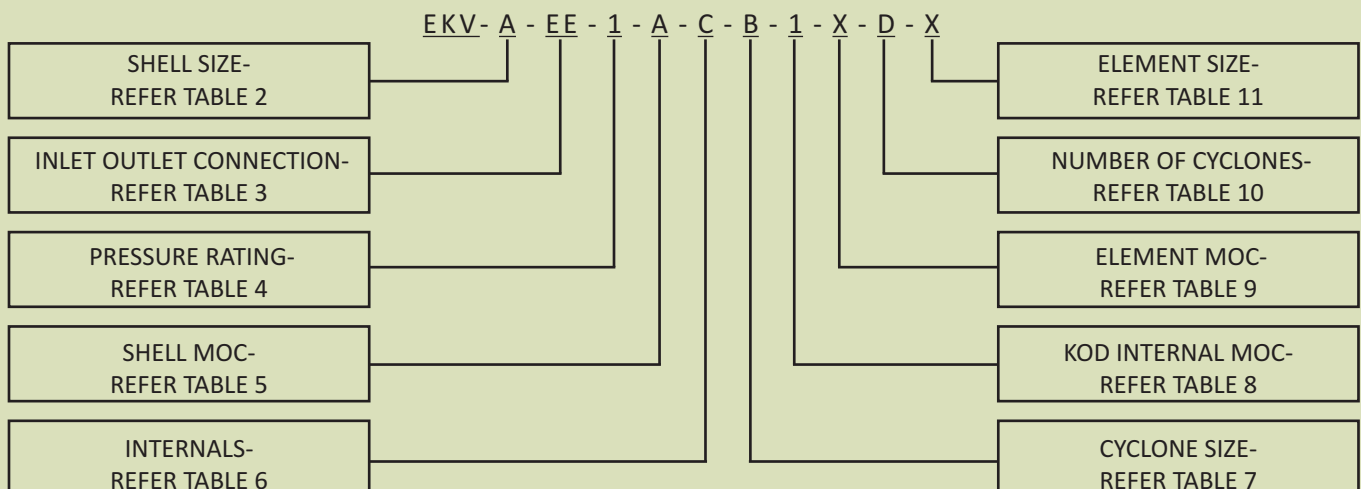 EKV- A - EE - 1 - A - C - B - 1 - X - D - X
SHELL SIZE-
REFER TABLE 2
INLET OUTLET CONNECTION-
REFER TABLE 3
PRESSURE RATING-
REFER TABLE 4
SHELL MOC-
REFER TABLE 5
INTERNALS-
REFER TABLE 6
ELEMENT SIZE-
REFER TABLE 11
NUMBER OF CYCLONES-
REFER TABLE 10
ELEMENT MOC-
REFER TABLE 9
KOD INTERNAL MOC-
REFER TABLE 8
CYCLONE SIZE-
REFER TABLE 7